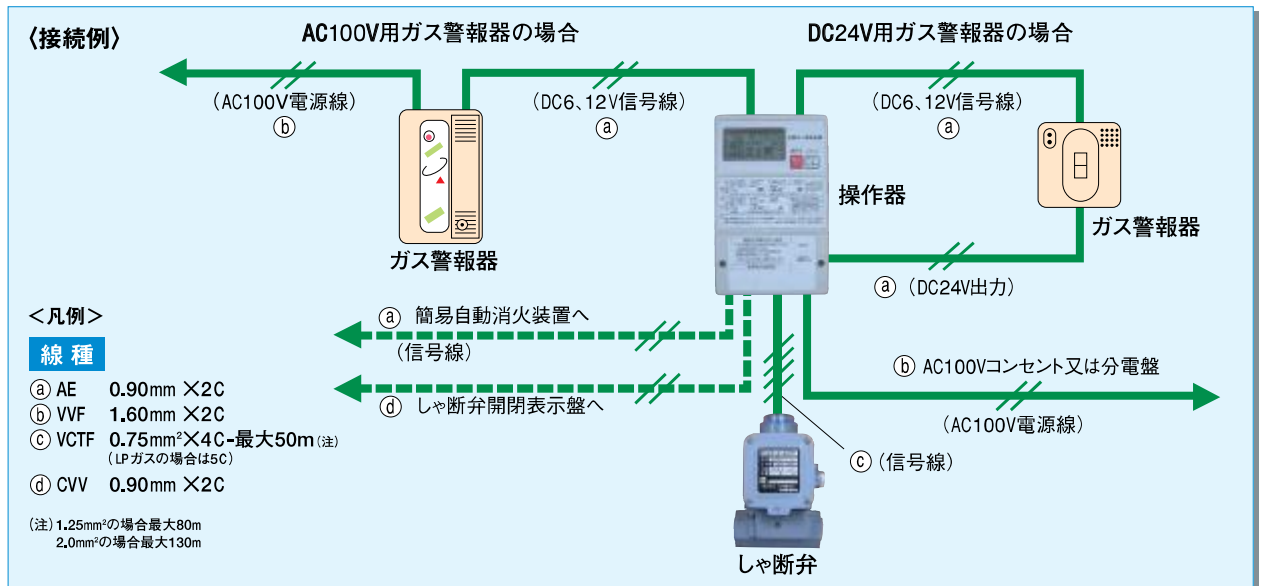 〈接続例〉
AC100V用ガス警報器の場合
DC24V用ガス警報器の場合
(AC100V電源線)
ⓑ
(DC6、12V信号線)
ⓐ
(DC6、12V信号線)
ⓐ
操作器
ガス警報器
ガス警報器
ⓐ (DC24V出力)
ⓐ 簡易自動消火装置へ
(信号線)
ⓓ しゃ断弁開閉表示盤へ
ⓑ AC100Vコンセント又は分電盤
(AC100V電源線)
ⓒ (信号線)
しゃ断弁
<凡例>
線種
ⓐ AE 0.90mm ×2C
ⓑ VVF 1.60mm ×2C
ⓒ VCTF 0.75mm²×4C-最大50m(注)
(LPガスの場合は5C)
ⓓ CVV 0.90mm ×2C
(注)1.25mm²の場合最大80m
2.0mm²の場合最大130m